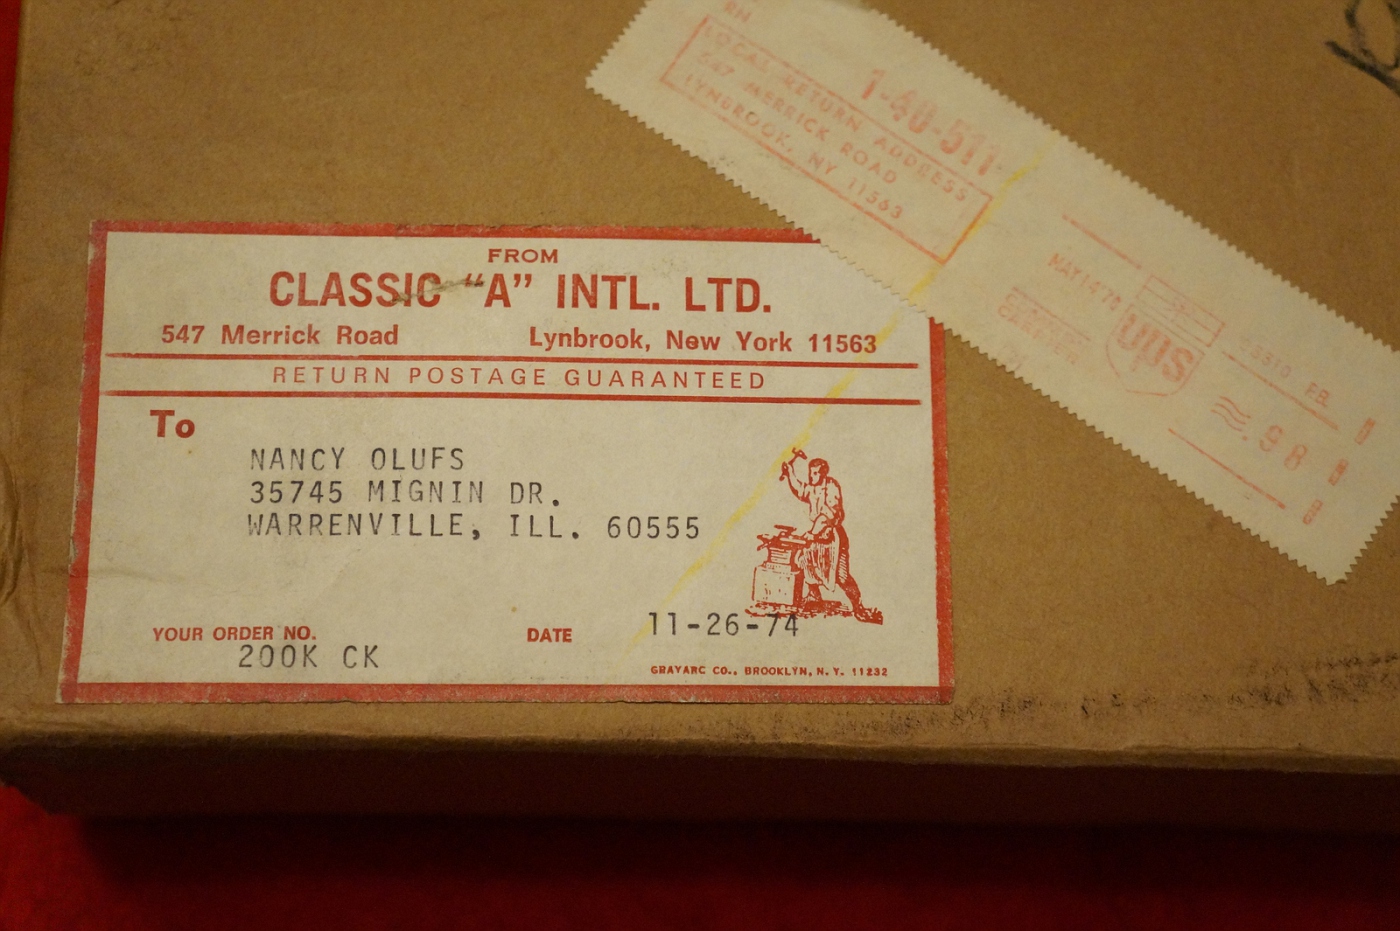 FROM
CLASSIC “A” INTL. LTD.
547 Merrick Road Lynbrook, New York 11563
RETURN POSTAGE GUARANTEED
To
NANCY OLUFS
35745 MIGNIN DR.
WARRENVILLE, ILL. 60555
YOUR ORDER NO.
200K CK
DATE 11-26-74
GRAYARC CO., BROOKLYN, N.Y. 11232
RH
1-40-511
LOCAL RETURN ADDRESS
547 MERRICK ROAD
LYNBROOK, NY 11563
ups
.98